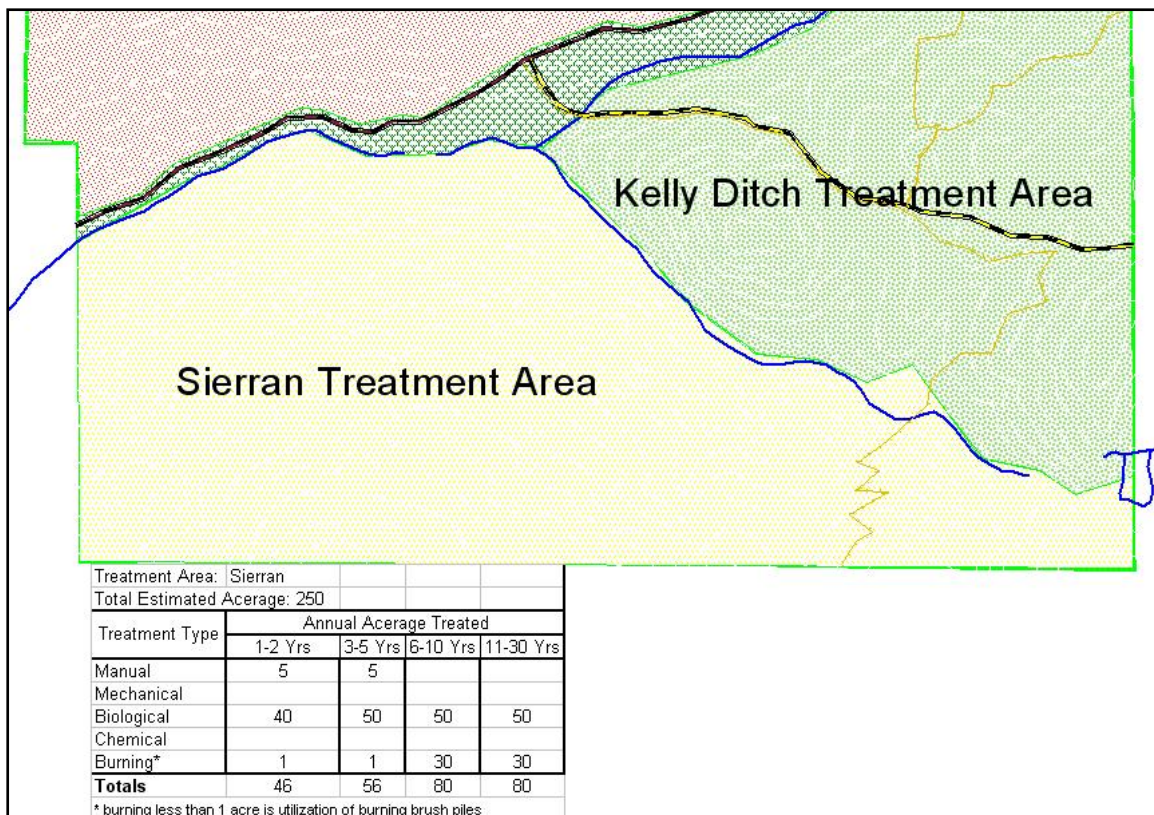 Kelly Ditch Treatment Area
Sierran Treatment Area
Treatment Area: Sierran
Total Estimated Acerage: 250
Treatment Type Annual Acerage Treated
1-2 Yrs 3-5 Yrs 6-10 Yrs 11-30 Yrs
Manual 5 5
Mechanical
Biological 40 50 50 50
Chemical
Burning* 1 1 30 30
Totals 46 56 80 80
* burning less than 1 acre is utilization of burning brush piles